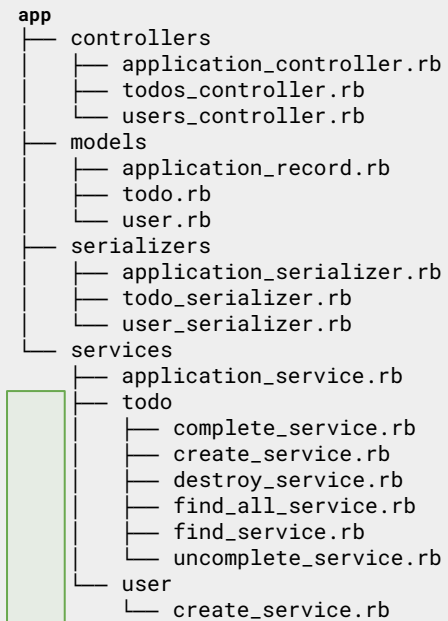 app
├── controllers
│   ├── application_controller.rb
│   ├── todos_controller.rb
│   └── users_controller.rb
├── models
│   ├── application_record.rb
│   ├── todo.rb
│   └── user.rb
├── serializers
│   ├── application_serializer.rb
│   ├── todo_serializer.rb
│   └── user_serializer.rb
└── services
    ├── application_service.rb
    ├── todo
    │   ├── complete_service.rb
    │   ├── create_service.rb
    │   ├── destroy_service.rb
    │   ├── find_all_service.rb
    │   ├── find_service.rb
    │   └── uncomplete_service.rb
    └── user
        └── create_service.rb